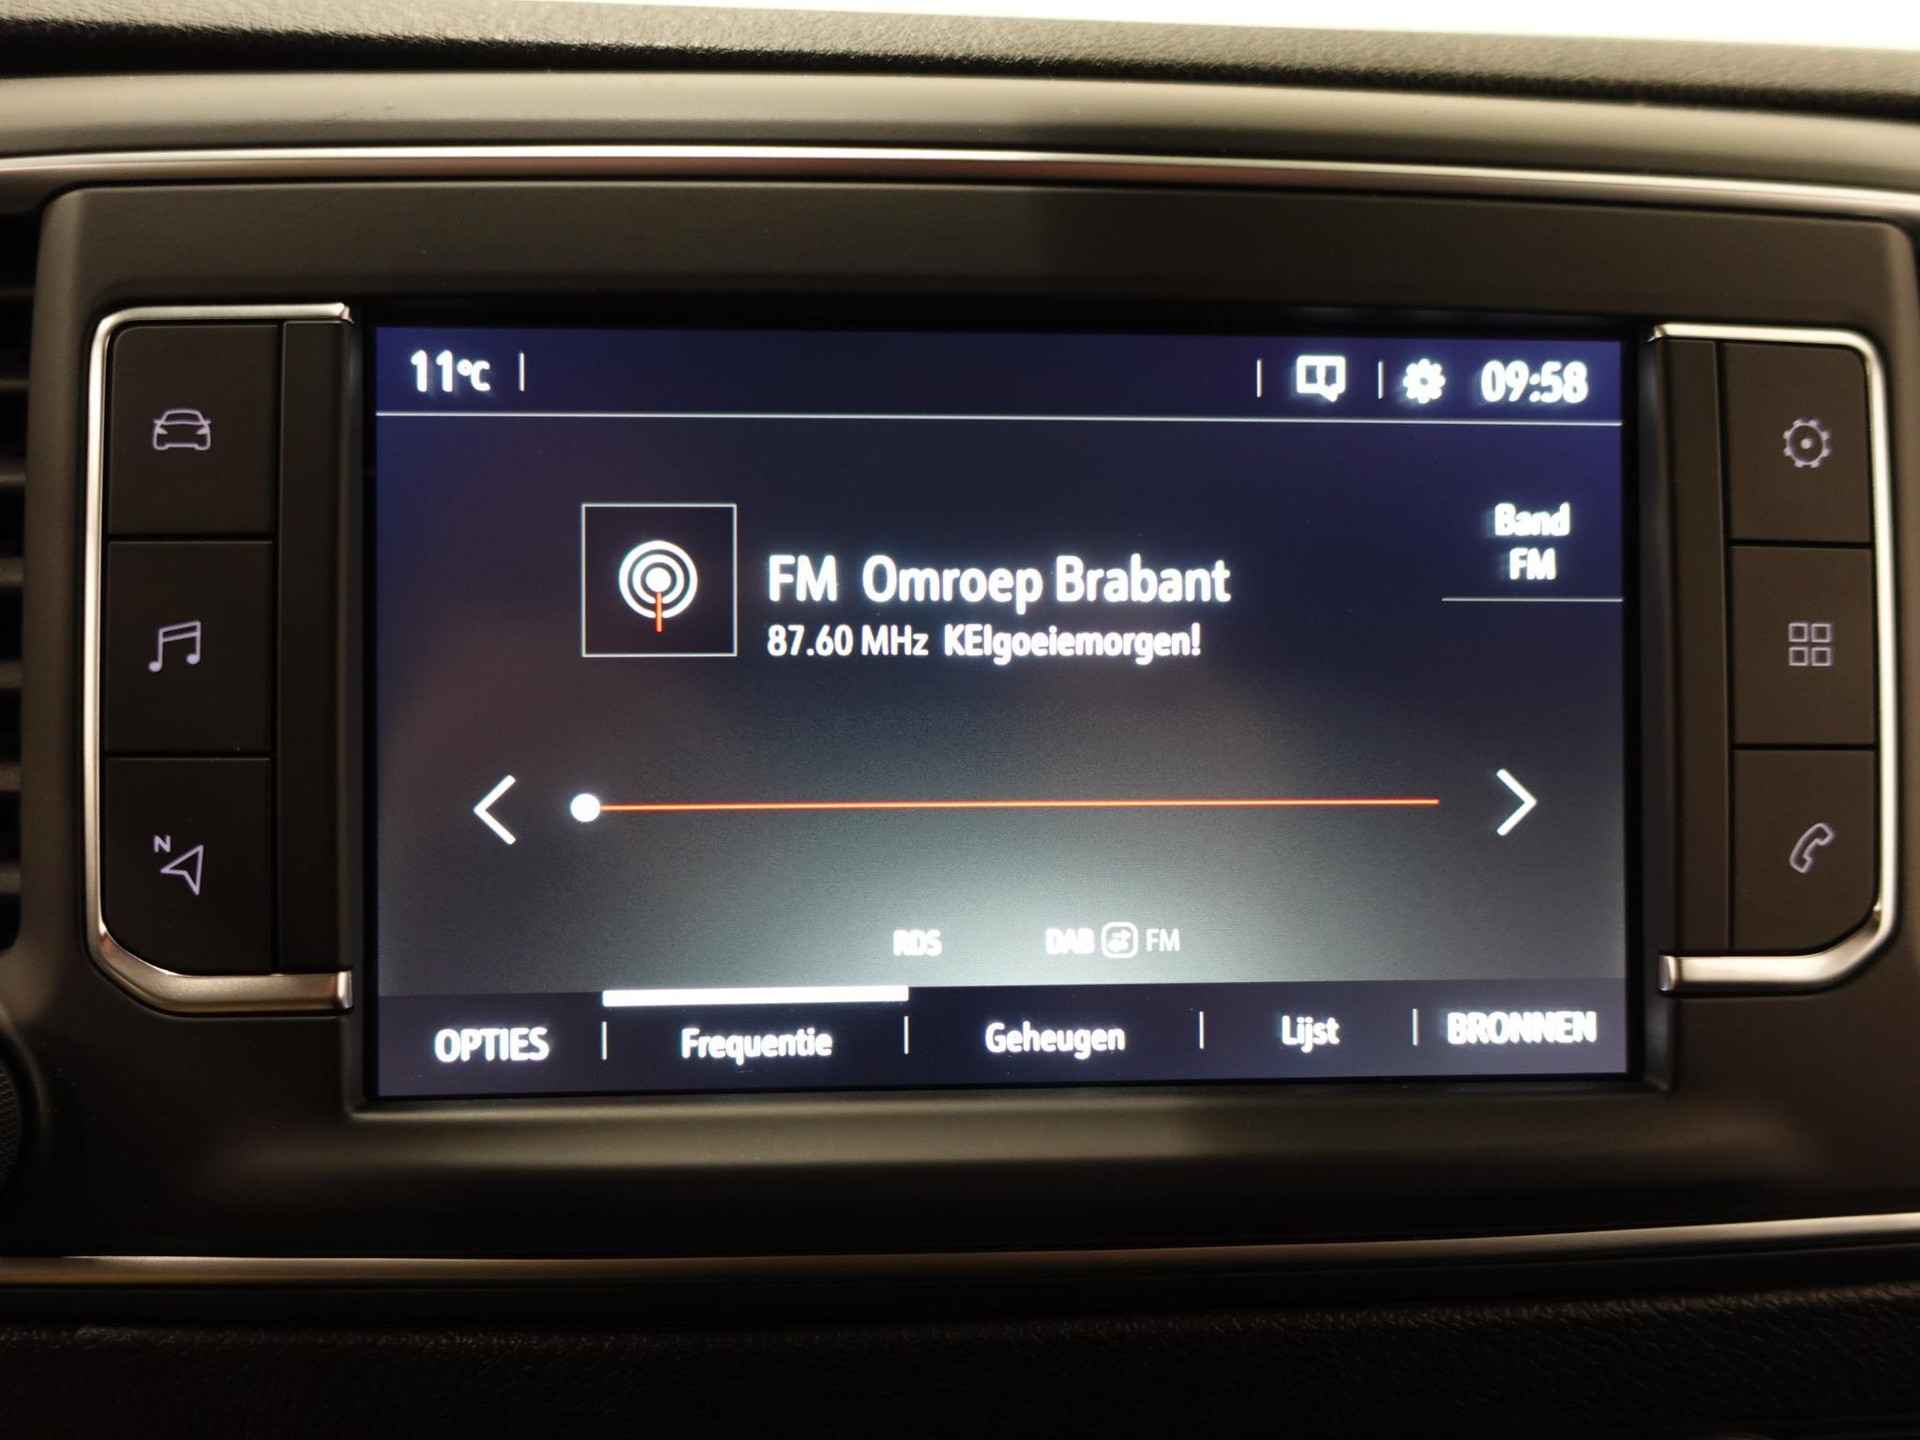 11°C
09:58
Band
FM
FM Omroep Brabant
87.60 MHz KEIgoeiemorgen!
N
RDS DAB FM
OPTIES Frequentie Geheugen Lijst BRONNEN